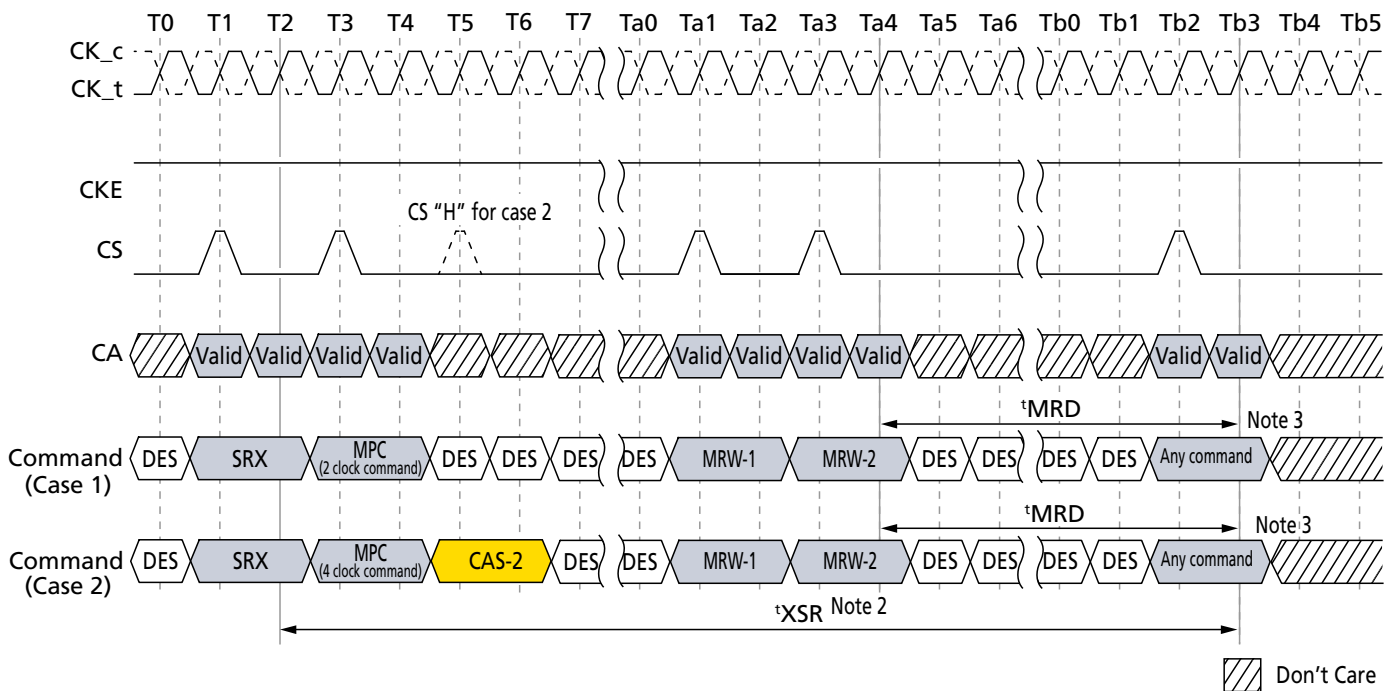 T0 T1 T2 T3 T4 T5 T6 T7 Ta0 Ta1 Ta2 Ta3 Ta4 Ta5 Ta6 Tb0 Tb1 Tb2 Tb3 Tb4 Tb5
CK_c
CK_t
CKE
CS "H" for case 2
CS
CA
Valid Valid Valid Valid Valid Valid Valid Valid Valid Valid
tMRD
Note 3
Command
(Case 1)
DES SRX MPC
(2 clock command)
DES DES DES DES MRW-1 MRW-2 DES DES DES DES Any command
tMRD
Note 3
Command
(Case 2)
DES SRX MPC
(4 clock command)
CAS-2 DES DES MRW-1 MRW-2 DES DES DES DES Any command
tXSR Note 2
Don't Care